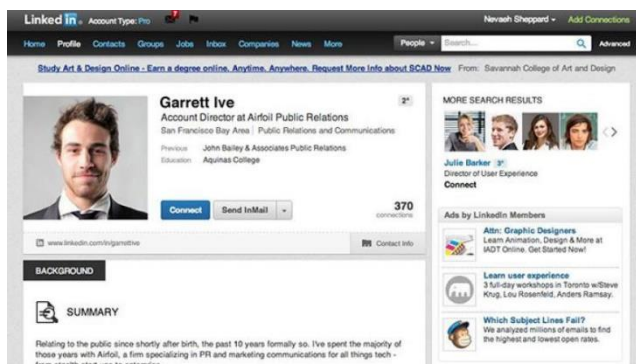 Linked in. Account Type: Pro
Nevaeh Sheppard Add Connections
Home Profile Contacts Groups Jobs Inbox Companies News More People Search... Advanced
Study Art & Design Online - Earn a degree online. Anytime. Anywhere. Request More Info about SCAD Now From: Savannah College of Art and Design
Garrett Ive
2°
Account Director at Airfoil Public Relations
San Francisco Bay Area | Public Relations and Communications
Previous John Bailey & Associates Public Relations
Education Aquinas College
Connect Send InMail
370
connections
www.linkedin.com/in/garrettive Contact Info
BACKGROUND
SUMMARY
Relating to the public since shortly after birth, the past 10 years formally so. I've spent the majority of
those years with Airfoil, a firm specializing in PR and marketing communications for all things tech -
MORE SEARCH RESULTS
Julie Barker
Director of User Experience
Connect
Ads by LinkedIn Members
Attn: Graphic Designers
Learn Animation, Design & More at
IADT Online. Get Started Now!
Learn user experience
3 full-day workshops in Toronto w/Steve
Krug, Lou Rosenfeld, Anders Ramsay.
Which Subject Lines Fail?
We analyzed millions of emails to find
the highest and lowest open rates.